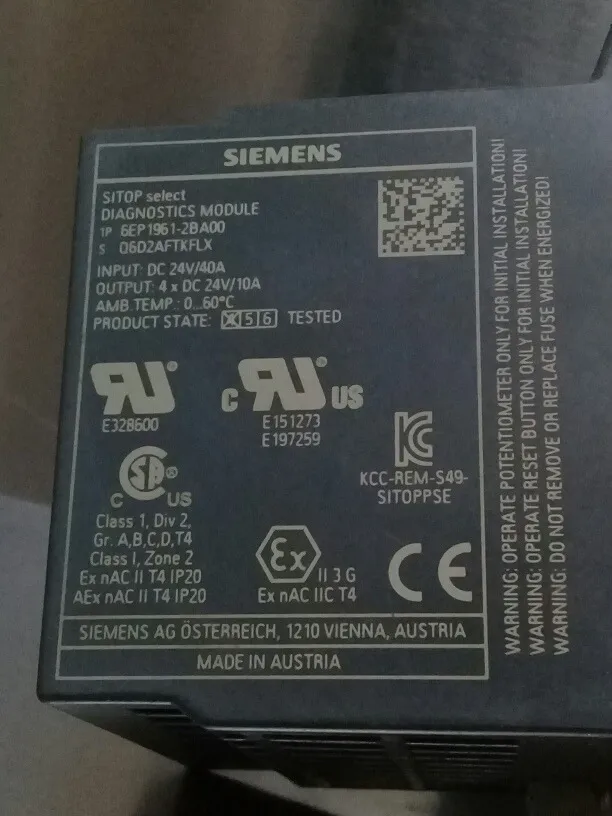 SIEMENS
SITOP select
DIAGNOSTICS MODULE
1P 6EP1961-2BA00
S Q6D2AFTKFLX
INPUT: DC 24V/40A
OUTPUT: 4 x DC 24V/10A
AMB.TEMP.: 0...60°C
PRODUCT STATE: X 5 6 TESTED
RU®
E328600
C RU® US
E151273
E197259
KC
KCC-REM-S49-
SITOPPSE
C SA® US
Class 1, Div 2,
Gr. A,B,C,D,T4
Class I, Zone 2
Ex nAC II T4 IP20
AEx nAC II T4 IP20
Ex II 3 G
Ex nAC IIC T4
CE
SIEMENS AG ÖSTERREICH, 1210 VIENNA, AUSTRIA
MADE IN AUSTRIA
WARNING: OPERATE POTENTIOMETER ONLY FOR INITIAL INSTALLATION!
WARNING: OPERATE RESET BUTTON ONLY FOR INITIAL INSTALLATION!
WARNING: DO NOT REMOVE OR REPLACE FUSE WHEN ENERGIZED!